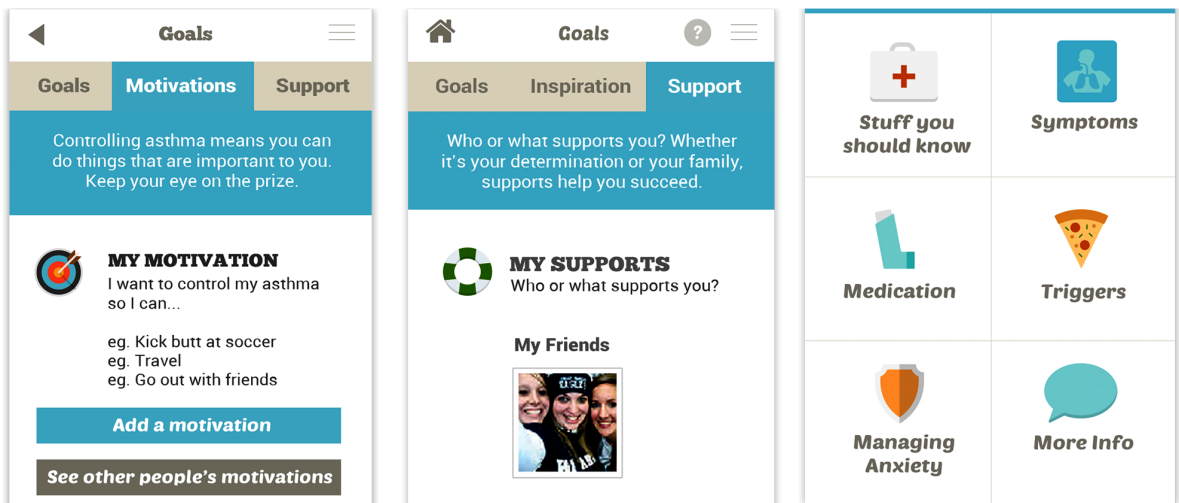 Goals
Goals Motivations Support
Controlling asthma means you can
do things that are important to you.
Keep your eye on the prize.
MY MOTIVATION
I want to control my asthma
so I can...
eg. Kick butt at soccer
eg. Travel
eg. Go out with friends
Add a motivation
See other people's motivations
Goals
?
Goals Inspiration Support
Who or what supports you? Whether
it's your determination or your family,
supports help you succeed.
MY SUPPORTS
Who or what supports you?
My Friends
Stuff you
should know
Symptoms
Medication
Triggers
Managing
Anxiety
More Info